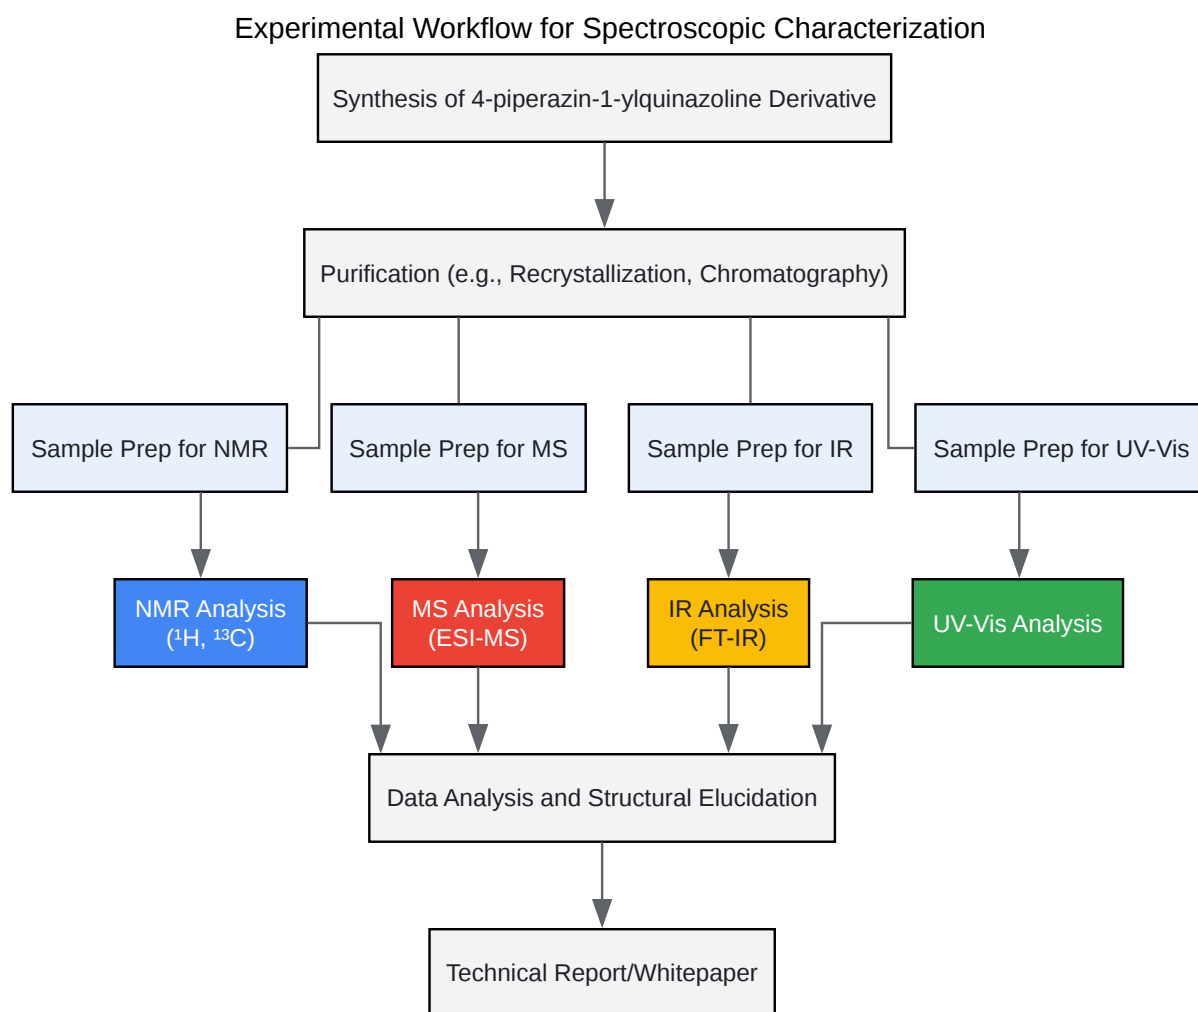 Experimental Workflow for Spectroscopic Characterization
Synthesis of 4-piperazin-1-ylquinazoline Derivative
Purification (e.g., Recrystallization, Chromatography)
Sample Prep for NMR
Sample Prep for MS
Sample Prep for IR
Sample Prep for UV-Vis
NMR Analysis
(¹H, ¹³C)
MS Analysis
(ESI-MS)
IR Analysis
(FT-IR)
UV-Vis Analysis
Data Analysis and Structural Elucidation
Technical Report/Whitepaper